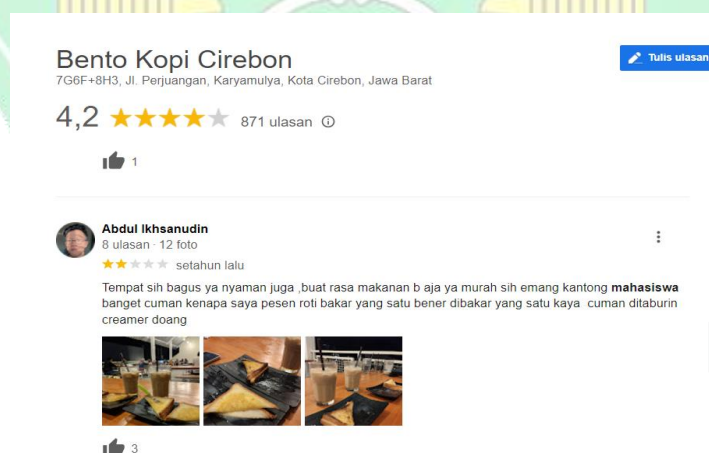 Bento Kopi Cirebon
Tulis ulasan
7G6F+8H3, Jl. Perjuangan, Karyamulya, Kota Cirebon, Jawa Barat
4,2 871 ulasan
1
Abdul Ikhsanudin
8 ulasan · 12 foto
setahun lalu
Tempat sih bagus ya nyaman juga ,buat rasa makanan b aja ya murah sih emang kantong mahasiswa
banget cuman kenapa saya pesen roti bakar yang satu bener dibakar yang satu kaya cuman ditaburin
creamer doang
3